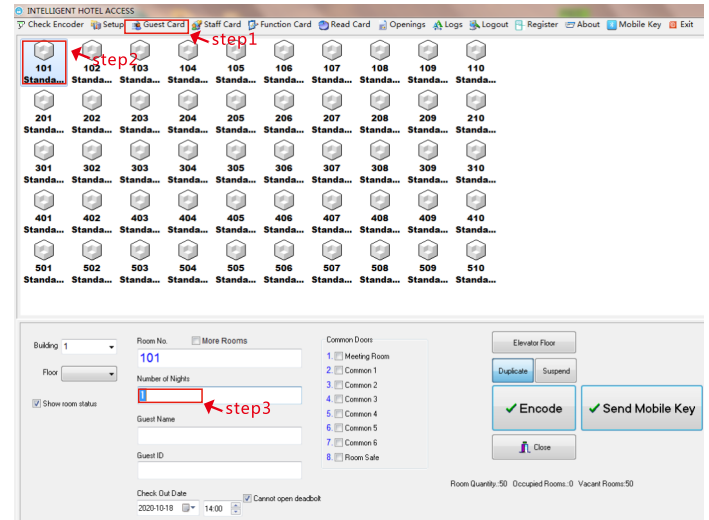 INTELLIGENT HOTEL ACCESS
Check Encoder Setup Guest Card Staff Card Function Card Read Card Openings Logs Logout Register About Mobile Key Exit
step1
step2
101 102 103 104 105 106 107 108 109 110
Standa... Standa... Standa... Standa... Standa... Standa... Standa... Standa... Standa... Standa...
201 202 203 204 205 206 207 208 209 210
Standa... Standa... Standa... Standa... Standa... Standa... Standa... Standa... Standa... Standa...
301 302 303 304 305 306 307 308 309 310
Standa... Standa... Standa... Standa... Standa... Standa... Standa... Standa... Standa... Standa...
401 402 403 404 405 406 407 408 409 410
Standa... Standa... Standa... Standa... Standa... Standa... Standa... Standa... Standa... Standa...
501 502 503 504 505 506 507 508 509 510
Standa... Standa... Standa... Standa... Standa... Standa... Standa... Standa... Standa... Standa...
Building 1
Floor
Show room status
Room No. More Rooms
101
Number of Nights
1
step3
Guest Name
Guest ID
Check Out Date
2020-10-18 14:00
Cannot open deadbolt
Common Doors
1. Meeting Room
2. Common 1
3. Common 2
4. Common 3
5. Common 4
6. Common 5
7. Common 6
8. Room Safe
Elevator Floor
Duplicate Suspend
Encode Send Mobile Key
Close
Room Quantity.:50 Occupied Rooms.:0 Vacant Rooms:50